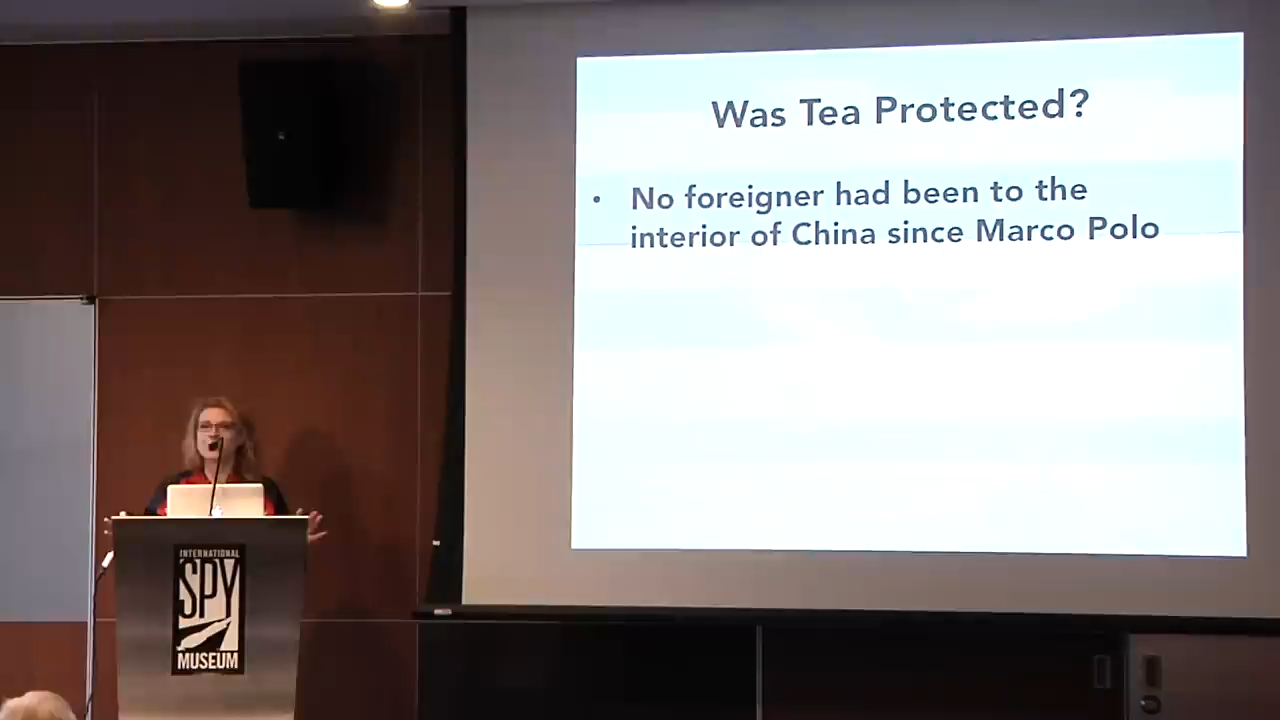 Was Tea Protected?
• No foreigner had been to the
interior of China since Marco Polo
INTERNATIONAL
SPY
MUSEUM